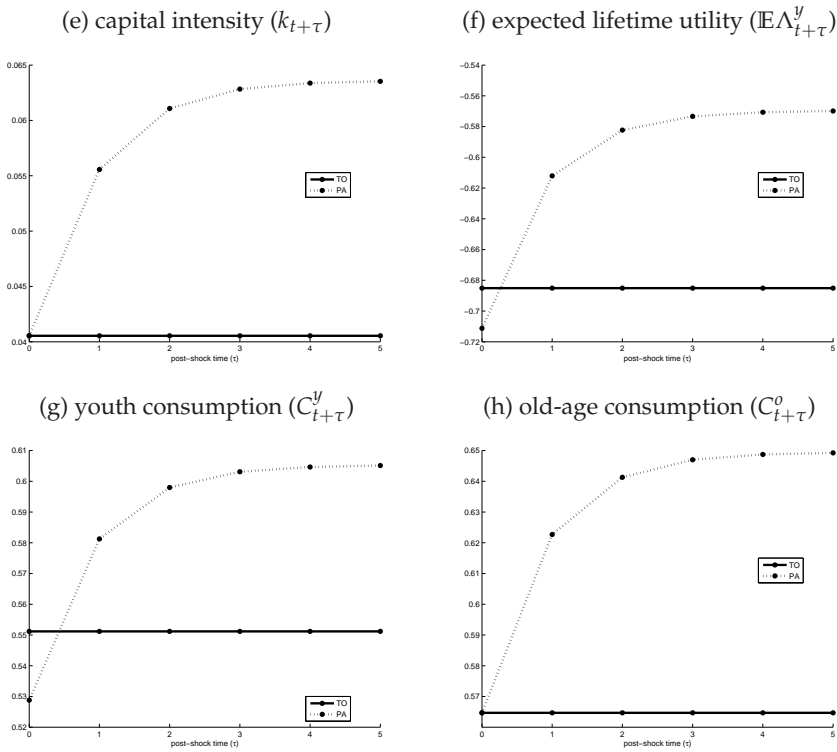 (e) capital intensity (k_{t+τ})
0.065
0.06
0.055
0.05
0.045
0.04
0 1 2 3 4 5
post−shock time (τ)
TO
PA
(f) expected lifetime utility (𝔼Λ^y_{t+τ})
−0.54
−0.56
−0.58
−0.6
−0.62
−0.64
−0.66
−0.68
−0.7
−0.72
0 1 2 3 4 5
post−shock time (τ)
TO
PA
(g) youth consumption (C^y_{t+τ})
0.61
0.6
0.59
0.58
0.57
0.56
0.55
0.54
0.53
0.52
0 1 2 3 4 5
post−shock time (τ)
TO
PA
(h) old-age consumption (C^o_{t+τ})
0.65
0.64
0.63
0.62
0.61
0.6
0.59
0.58
0.57
0 1 2 3 4 5
post−shock time (τ)
TO
PA